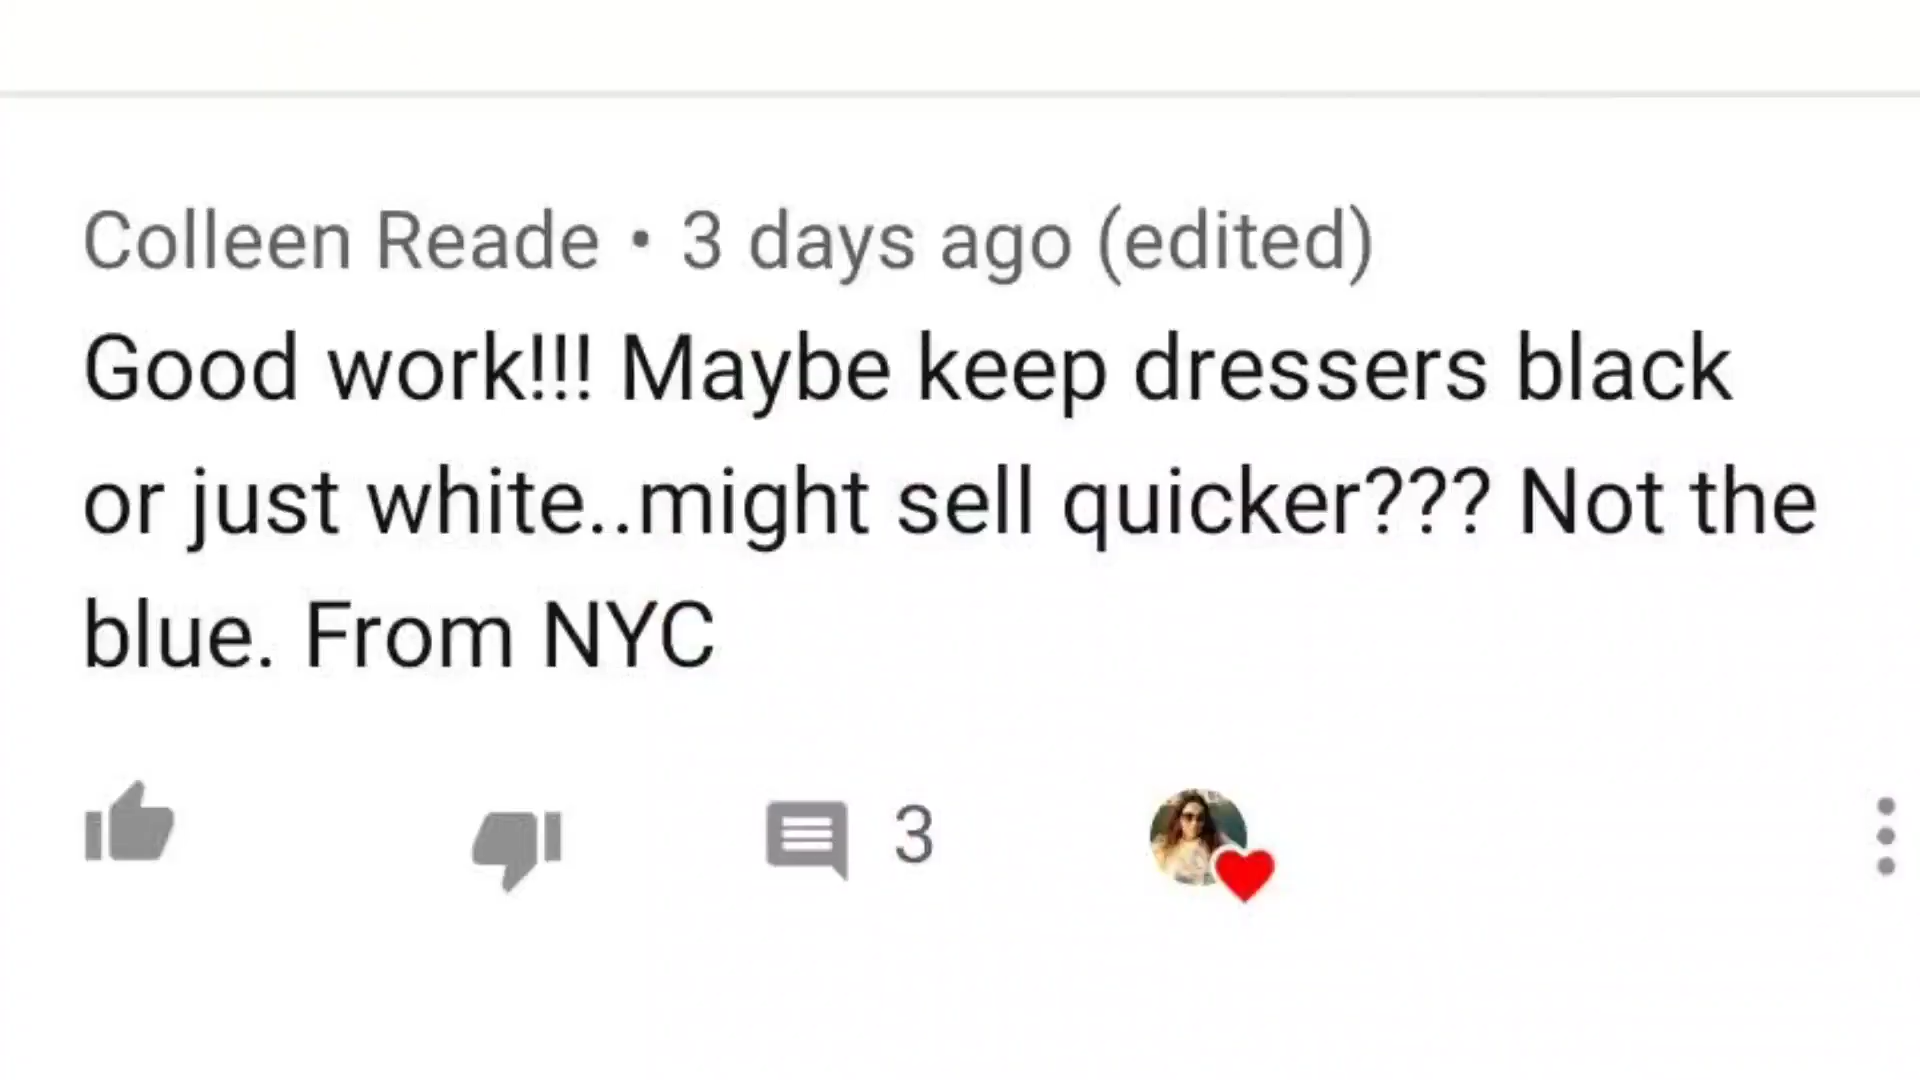 Colleen Reade • 3 days ago (edited)
Good work!!! Maybe keep dressers black
or just white..might sell quicker??? Not the
blue. From NYC
3